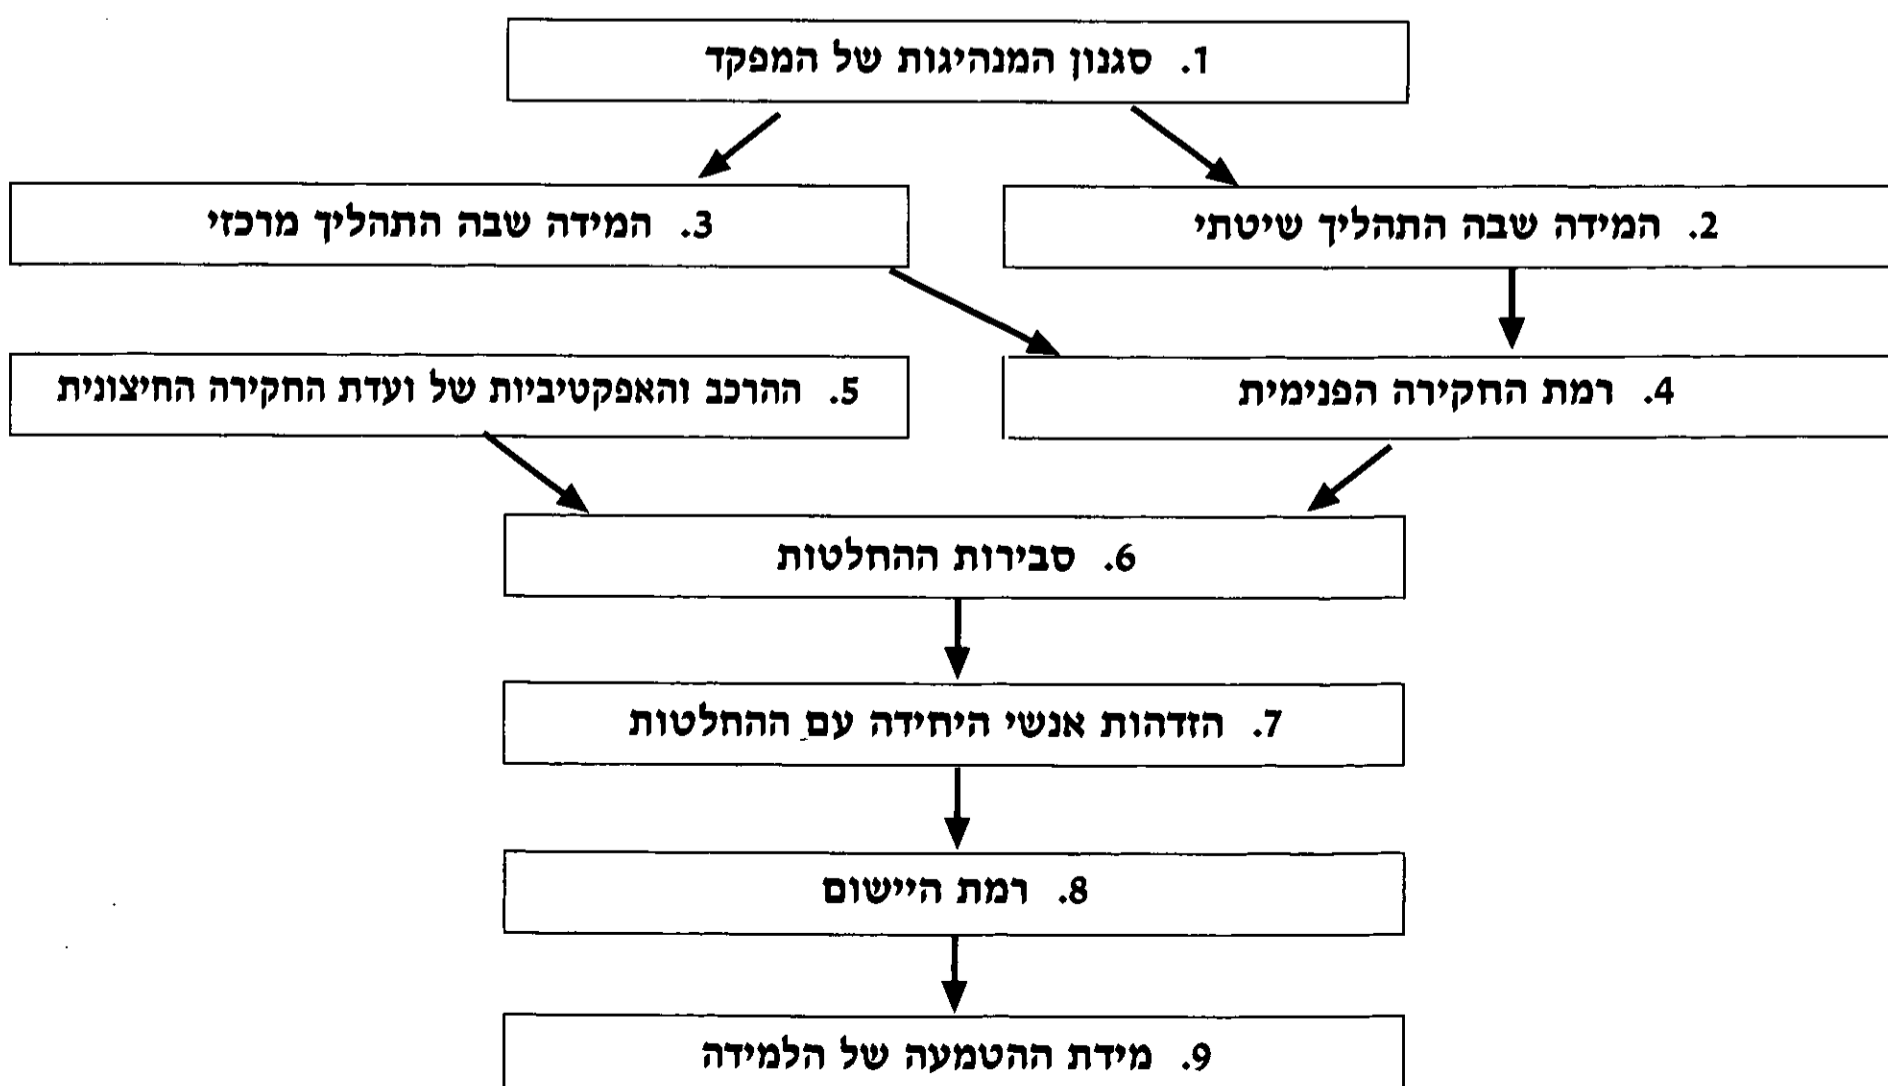 1. סגנון המנהיגות של המפקד
2. המידה שבה התהליך שיטתי
3. המידה שבה התהליך מרכזי
4. רמת החקירה הפנימית
5. ההרכב והאפקטיביות של ועדת החקירה החיצונית
6. סבירות ההחלטות
7. הזדהות אנשי היחידה עם ההחלטות
8. רמת היישום
9. מידת ההטמעה של הלמידה